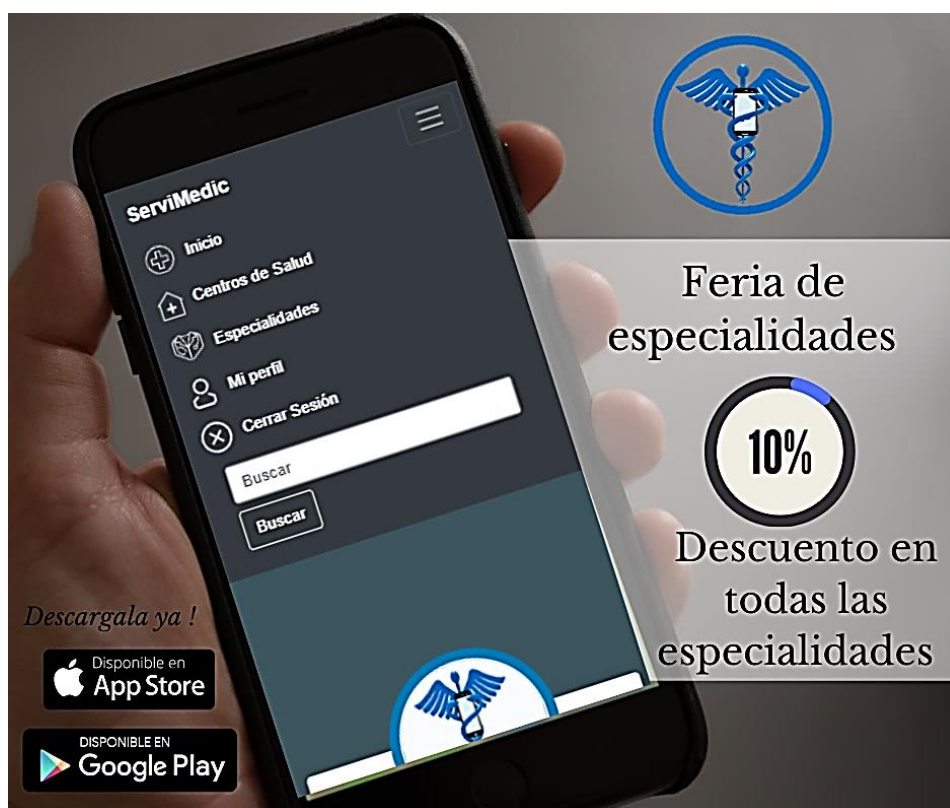 ServiMedic
Inicio
Centros de Salud
Especialidades
Mi perfil
Cerrar Sesión
Buscar
Buscar
Feria de
especialidades
10%
Descuento en
todas las
especialidades
Descargala ya !
Disponible en
App Store
DISPONIBLE EN
Google Play